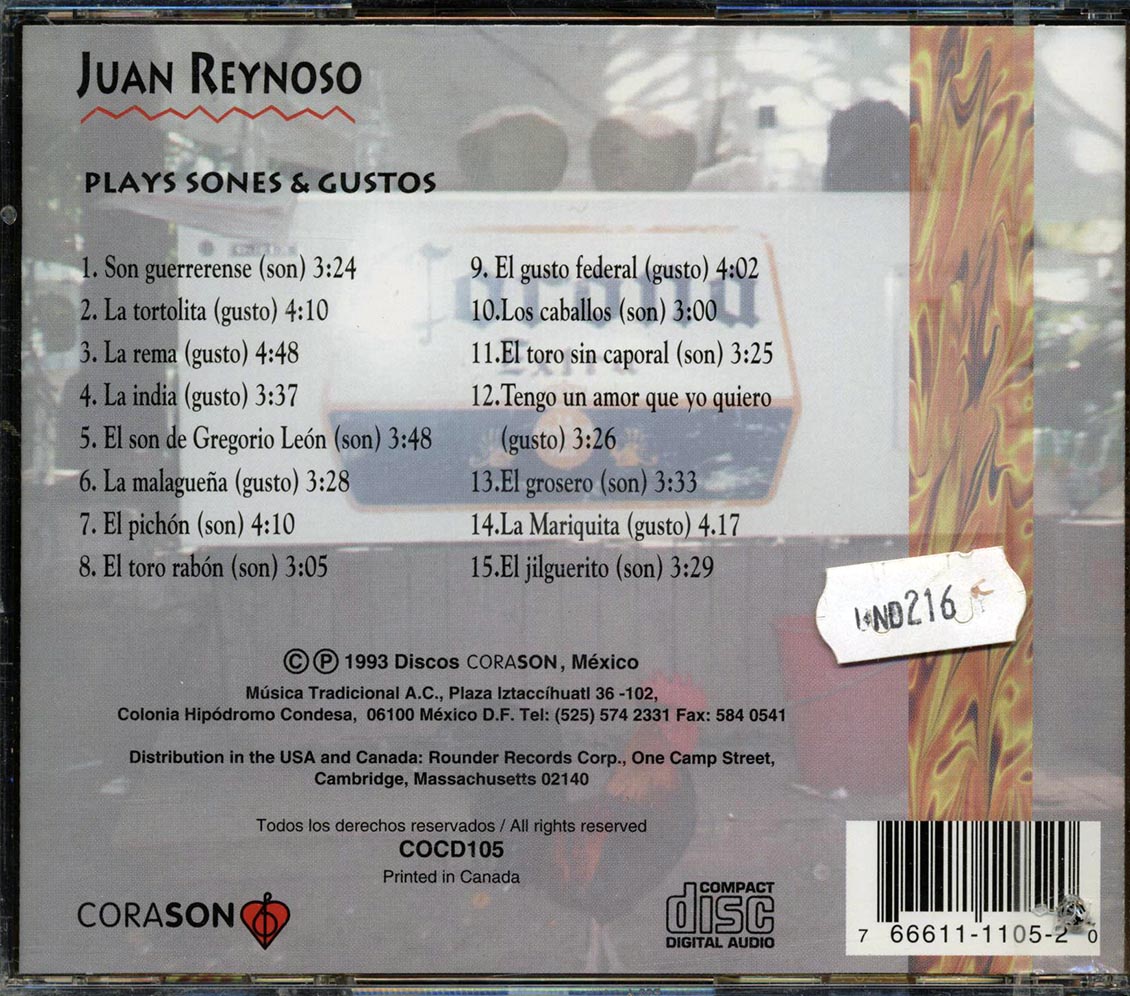 JUAN REYNOSO
PLAYS SONES & GUSTOS
1. Son guerrerense (son) 3:24
2. La tortolita (gusto) 4:10
3. La rema (gusto) 4:48
4. La india (gusto) 3:37
5. El son de Gregorio León (son) 3:48
6. La malagueña (gusto) 3:28
7. El pichón (son) 4:10
8. El toro rabón (son) 3:05
9. El gusto federal (gusto) 4:02
10.Los caballos (son) 3:00
11.El toro sin caporal (son) 3:25
12.Tengo un amor que yo quiero
(gusto) 3:26
13.El grosero (son) 3:33
14.La Mariquita (gusto) 4.17
15.El jilguerito (son) 3:29
Corona
Extra
216
©℗ 1993 Discos CORASON, México
Música Tradicional A.C., Plaza Iztaccíhuatl 36 -102,
Colonia Hipódromo Condesa, 06100 México D.F. Tel: (525) 574 2331 Fax: 584 0541
Distribution in the USA and Canada: Rounder Records Corp., One Camp Street,
Cambridge, Massachusetts 02140
Todos los derechos reservados / All rights reserved
COCD105
Printed in Canada
CORASON
COMPACT
disc
DIGITAL AUDIO
7 66611-1105-2 0